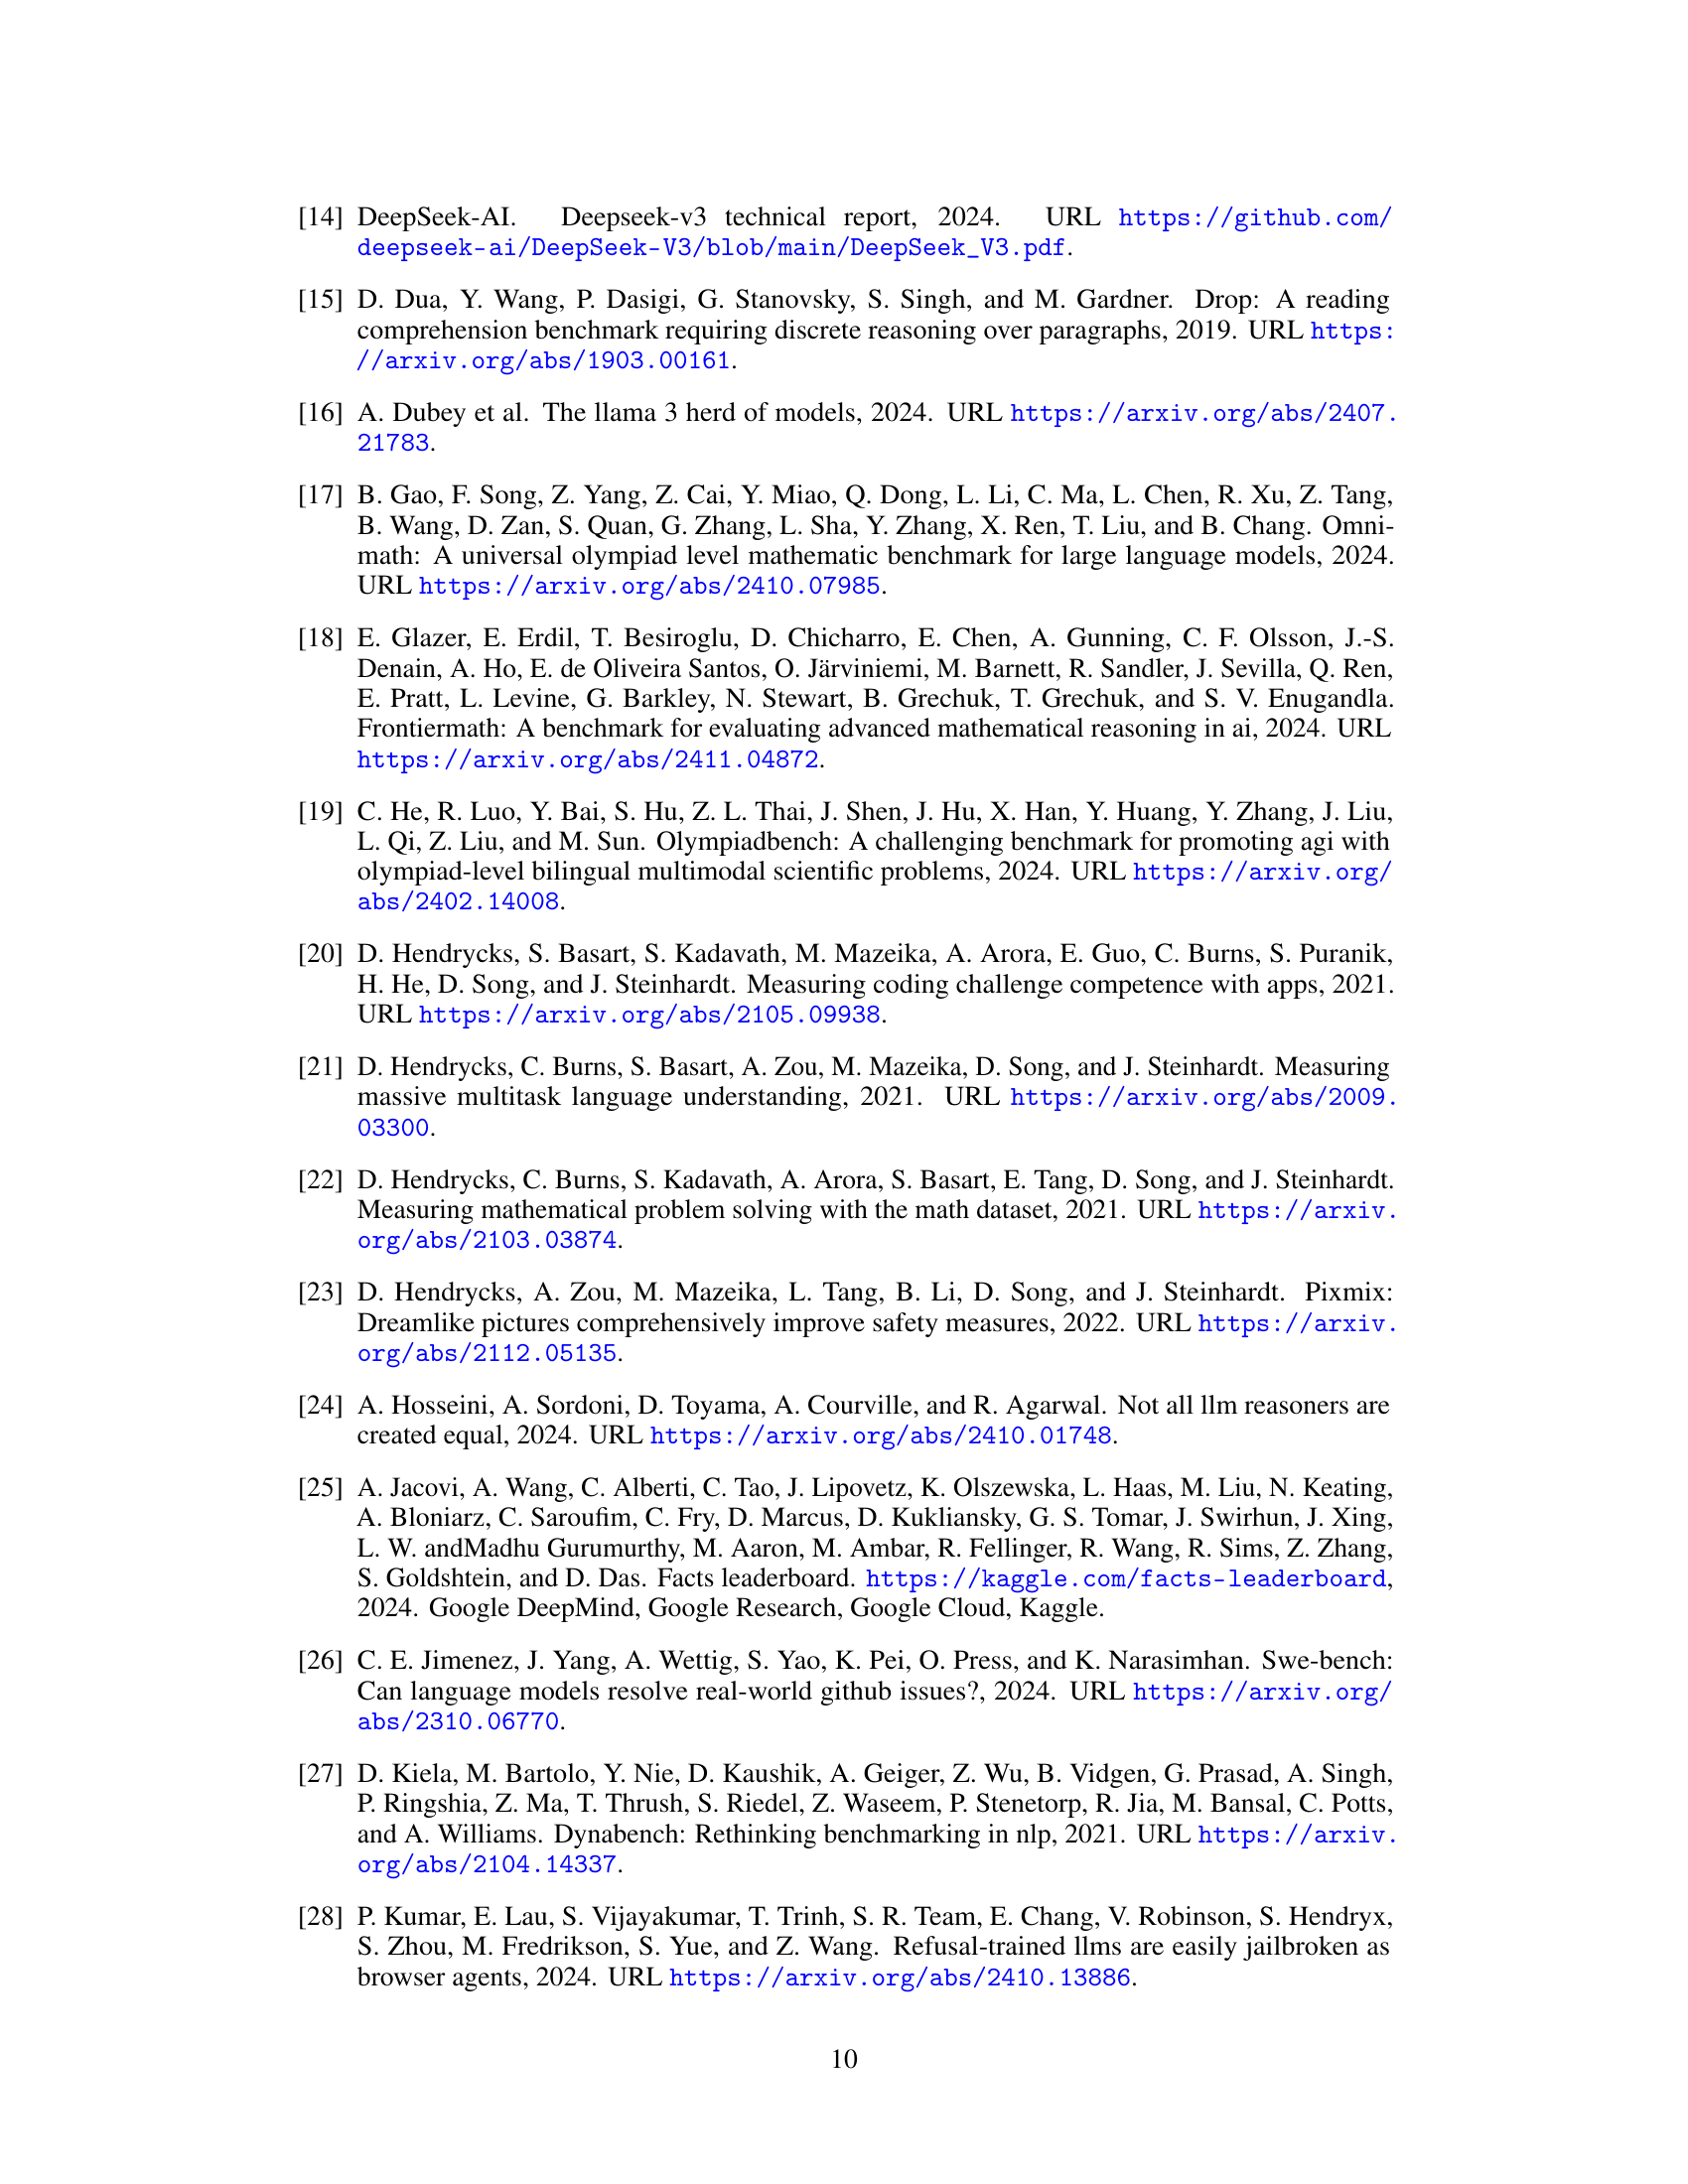 [14] DeepSeek-AI. Deepseek-v3 technical report, 2024. URL https://github.com/
deepseek-ai/DeepSeek-V3/blob/main/DeepSeek_V3.pdf.
[15] D. Dua, Y. Wang, P. Dasigi, G. Stanovsky, S. Singh, and M. Gardner. Drop: A reading
comprehension benchmark requiring discrete reasoning over paragraphs, 2019. URL https:
//arxiv.org/abs/1903.00161.
[16] A. Dubey et al. The llama 3 herd of models, 2024. URL https://arxiv.org/abs/2407.
21783.
[17] B. Gao, F. Song, Z. Yang, Z. Cai, Y. Miao, Q. Dong, L. Li, C. Ma, L. Chen, R. Xu, Z. Tang,
B. Wang, D. Zan, S. Quan, G. Zhang, L. Sha, Y. Zhang, X. Ren, T. Liu, and B. Chang. Omni-
math: A universal olympiad level mathematic benchmark for large language models, 2024.
URL https://arxiv.org/abs/2410.07985.
[18] E. Glazer, E. Erdil, T. Besiroglu, D. Chicharro, E. Chen, A. Gunning, C. F. Olsson, J.-S.
Denain, A. Ho, E. de Oliveira Santos, O. Järviniemi, M. Barnett, R. Sandler, J. Sevilla, Q. Ren,
E. Pratt, L. Levine, G. Barkley, N. Stewart, B. Grechuk, T. Grechuk, and S. V. Enugandla.
Frontiermath: A benchmark for evaluating advanced mathematical reasoning in ai, 2024. URL
https://arxiv.org/abs/2411.04872.
[19] C. He, R. Luo, Y. Bai, S. Hu, Z. L. Thai, J. Shen, J. Hu, X. Han, Y. Huang, Y. Zhang, J. Liu,
L. Qi, Z. Liu, and M. Sun. Olympiadbench: A challenging benchmark for promoting agi with
olympiad-level bilingual multimodal scientific problems, 2024. URL https://arxiv.org/
abs/2402.14008.
[20] D. Hendrycks, S. Basart, S. Kadavath, M. Mazeika, A. Arora, E. Guo, C. Burns, S. Puranik,
H. He, D. Song, and J. Steinhardt. Measuring coding challenge competence with apps, 2021.
URL https://arxiv.org/abs/2105.09938.
[21] D. Hendrycks, C. Burns, S. Basart, A. Zou, M. Mazeika, D. Song, and J. Steinhardt. Measuring
massive multitask language understanding, 2021. URL https://arxiv.org/abs/2009.
03300.
[22] D. Hendrycks, C. Burns, S. Kadavath, A. Arora, S. Basart, E. Tang, D. Song, and J. Steinhardt.
Measuring mathematical problem solving with the math dataset, 2021. URL https://arxiv.
org/abs/2103.03874.
[23] D. Hendrycks, A. Zou, M. Mazeika, L. Tang, B. Li, D. Song, and J. Steinhardt. Pixmix:
Dreamlike pictures comprehensively improve safety measures, 2022. URL https://arxiv.
org/abs/2112.05135.
[24] A. Hosseini, A. Sordoni, D. Toyama, A. Courville, and R. Agarwal. Not all llm reasoners are
created equal, 2024. URL https://arxiv.org/abs/2410.01748.
[25] A. Jacovi, A. Wang, C. Alberti, C. Tao, J. Lipovetz, K. Olszewska, L. Haas, M. Liu, N. Keating,
A. Bloniarz, C. Saroufim, C. Fry, D. Marcus, D. Kukliansky, G. S. Tomar, J. Swirhun, J. Xing,
L. W. andMadhu Gurumurthy, M. Aaron, M. Ambar, R. Fellinger, R. Wang, R. Sims, Z. Zhang,
S. Goldshtein, and D. Das. Facts leaderboard. https://kaggle.com/facts-leaderboard,
2024. Google DeepMind, Google Research, Google Cloud, Kaggle.
[26] C. E. Jimenez, J. Yang, A. Wettig, S. Yao, K. Pei, O. Press, and K. Narasimhan. Swe-bench:
Can language models resolve real-world github issues?, 2024. URL https://arxiv.org/
abs/2310.06770.
[27] D. Kiela, M. Bartolo, Y. Nie, D. Kaushik, A. Geiger, Z. Wu, B. Vidgen, G. Prasad, A. Singh,
P. Ringshia, Z. Ma, T. Thrush, S. Riedel, Z. Waseem, P. Stenetorp, R. Jia, M. Bansal, C. Potts,
and A. Williams. Dynabench: Rethinking benchmarking in nlp, 2021. URL https://arxiv.
org/abs/2104.14337.
[28] P. Kumar, E. Lau, S. Vijayakumar, T. Trinh, S. R. Team, E. Chang, V. Robinson, S. Hendryx,
S. Zhou, M. Fredrikson, S. Yue, and Z. Wang. Refusal-trained llms are easily jailbroken as
browser agents, 2024. URL https://arxiv.org/abs/2410.13886.
10